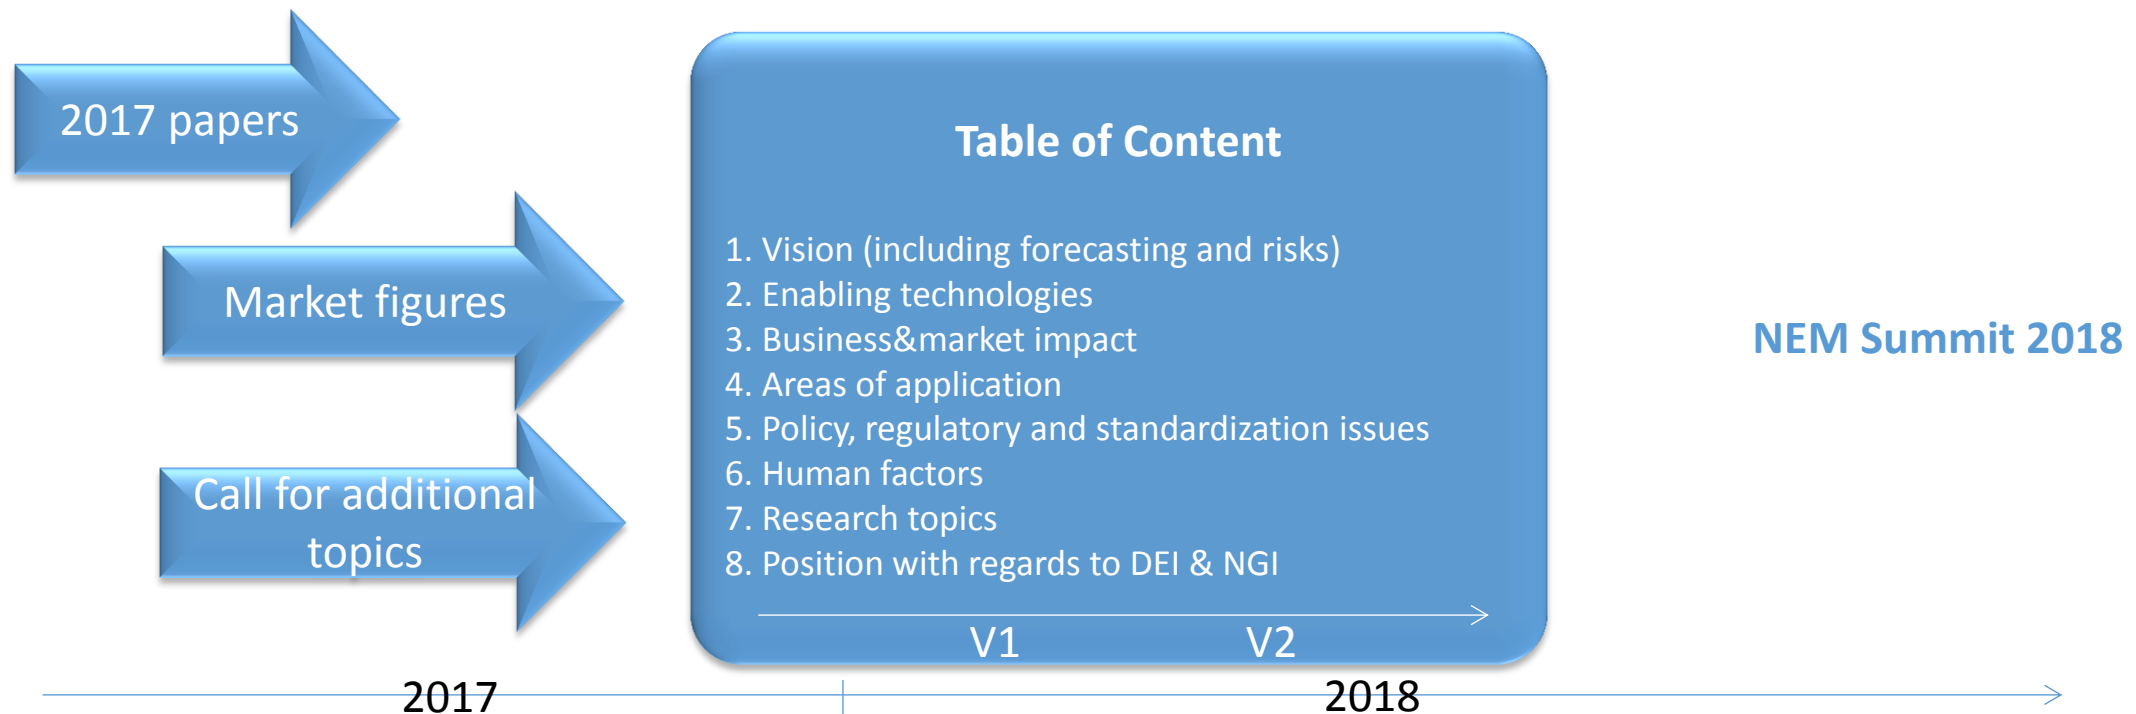 2017 papers
Market figures
Call for additional
topics
Table of Content
1. Vision (including forecasting and risks)
2. Enabling technologies
3. Business&market impact
4. Areas of application
5. Policy, regulatory and standardization issues
6. Human factors
7. Research topics
8. Position with regards to DEI & NGI
V1 V2
NEM Summit 2018
2017 2018